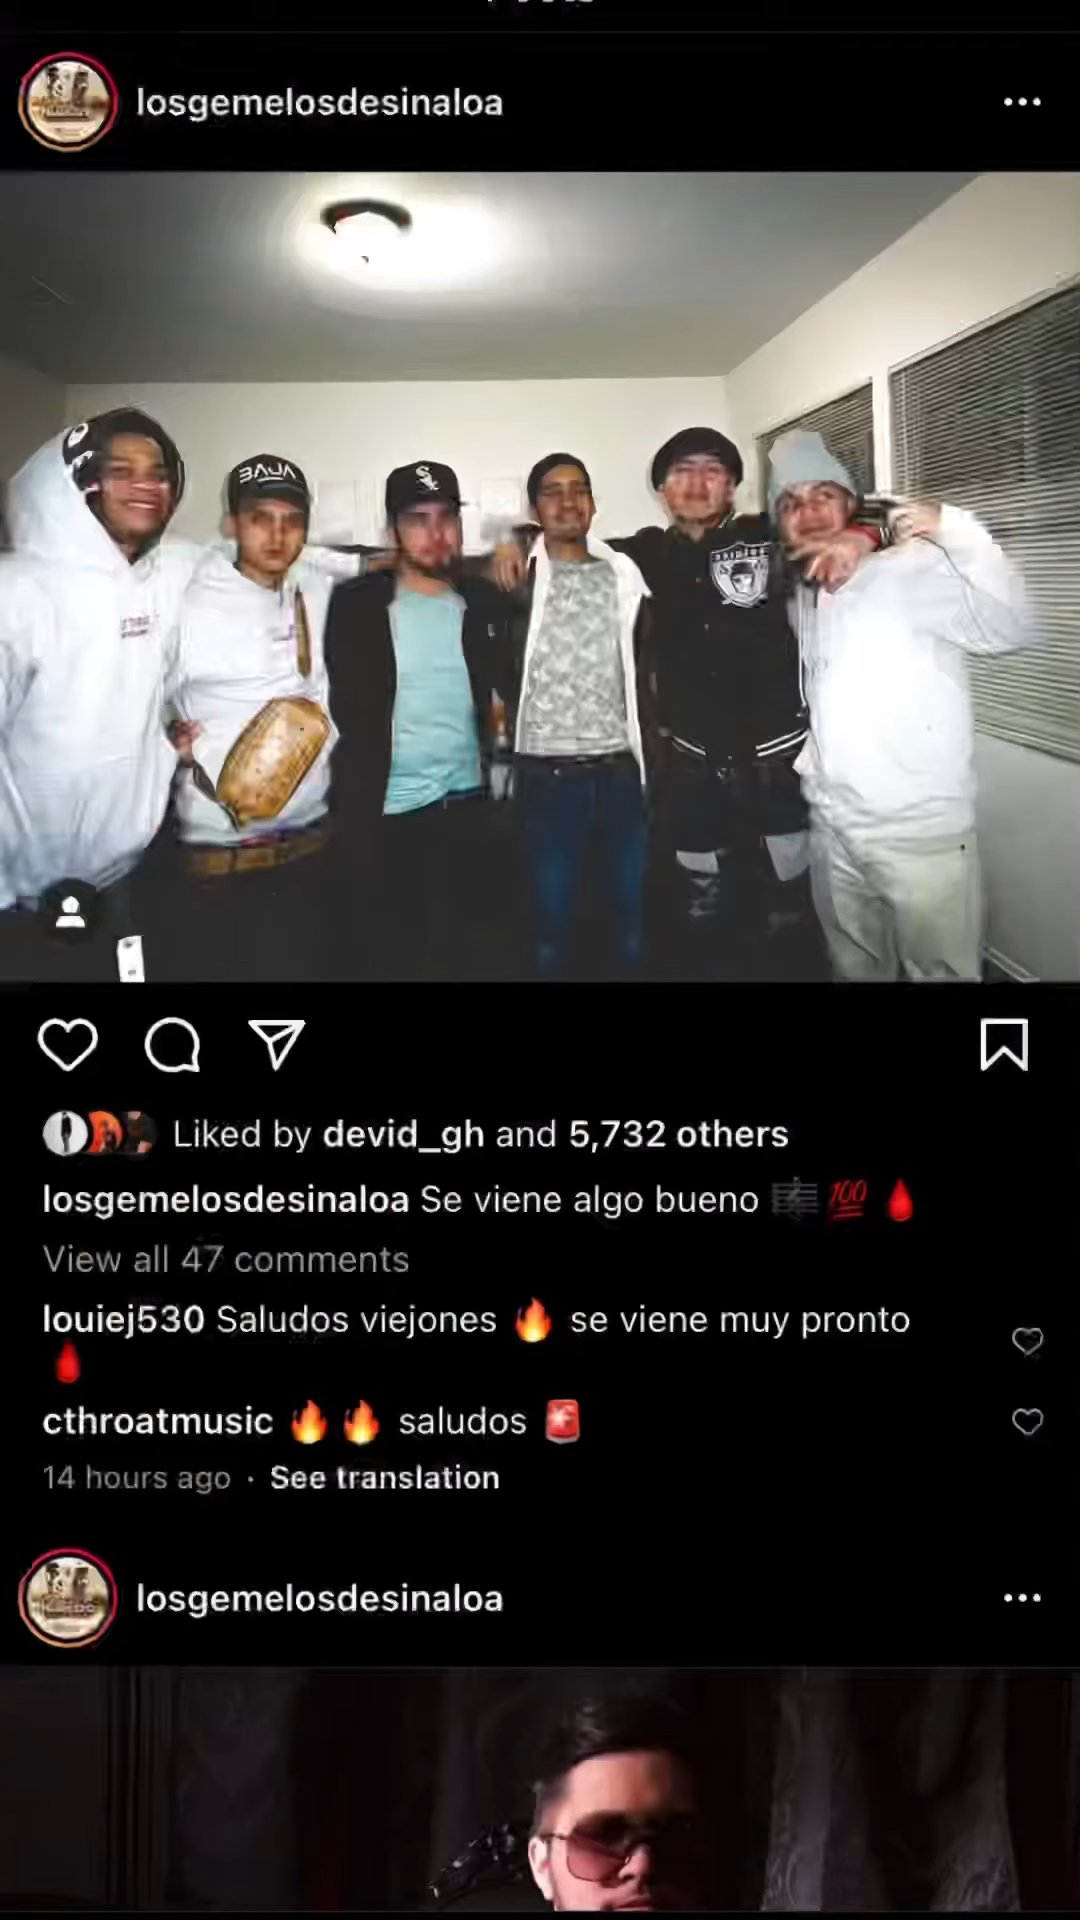 losgemelosdesinaloa
BAJA
RAIDERS
Liked by devid_gh and 5,732 others
losgemelosdesinaloa Se viene algo bueno 🎼💯🩸
View all 47 comments
louiej530 Saludos viejones 🔥 se viene muy pronto
🩸
cthroatmusic 🔥🔥 saludos 🚨
14 hours ago · See translation
losgemelosdesinaloa